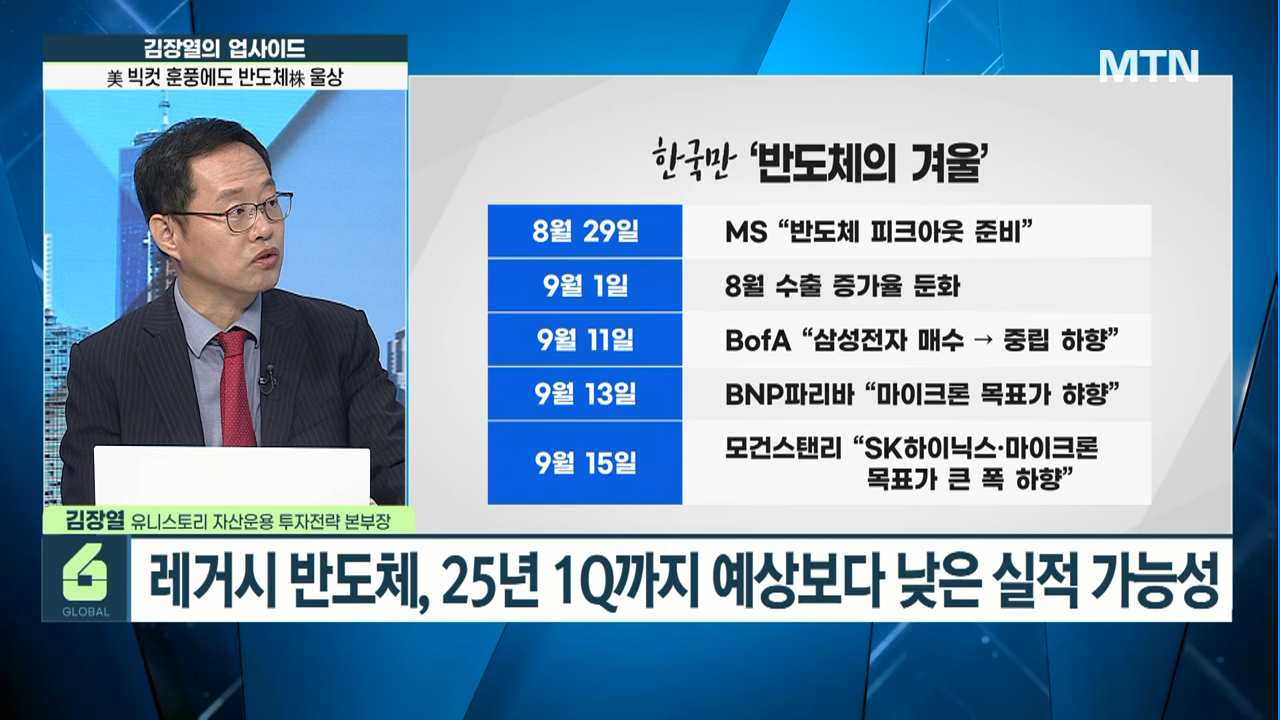 김장열의 업사이드
美 빅컷 훈풍에도 반도체株 울상
MTN
한국만 ‘반도체의 겨울’
8월 29일 MS “반도체 피크아웃 준비”
9월 1일 8월 수출 증가율 둔화
9월 11일 BofA “삼성전자 매수 → 중립 하향”
9월 13일 BNP파리바 “마이크론 목표가 햐향”
9월 15일 모건스탠리 “SK하이닉스·마이크론
목표가 큰 폭 하향”
김장열 유니스토리 자산운용 투자전략 본부장
6
GLOBAL
레거시 반도체, 25년 1Q까지 예상보다 낮은 실적 가능성